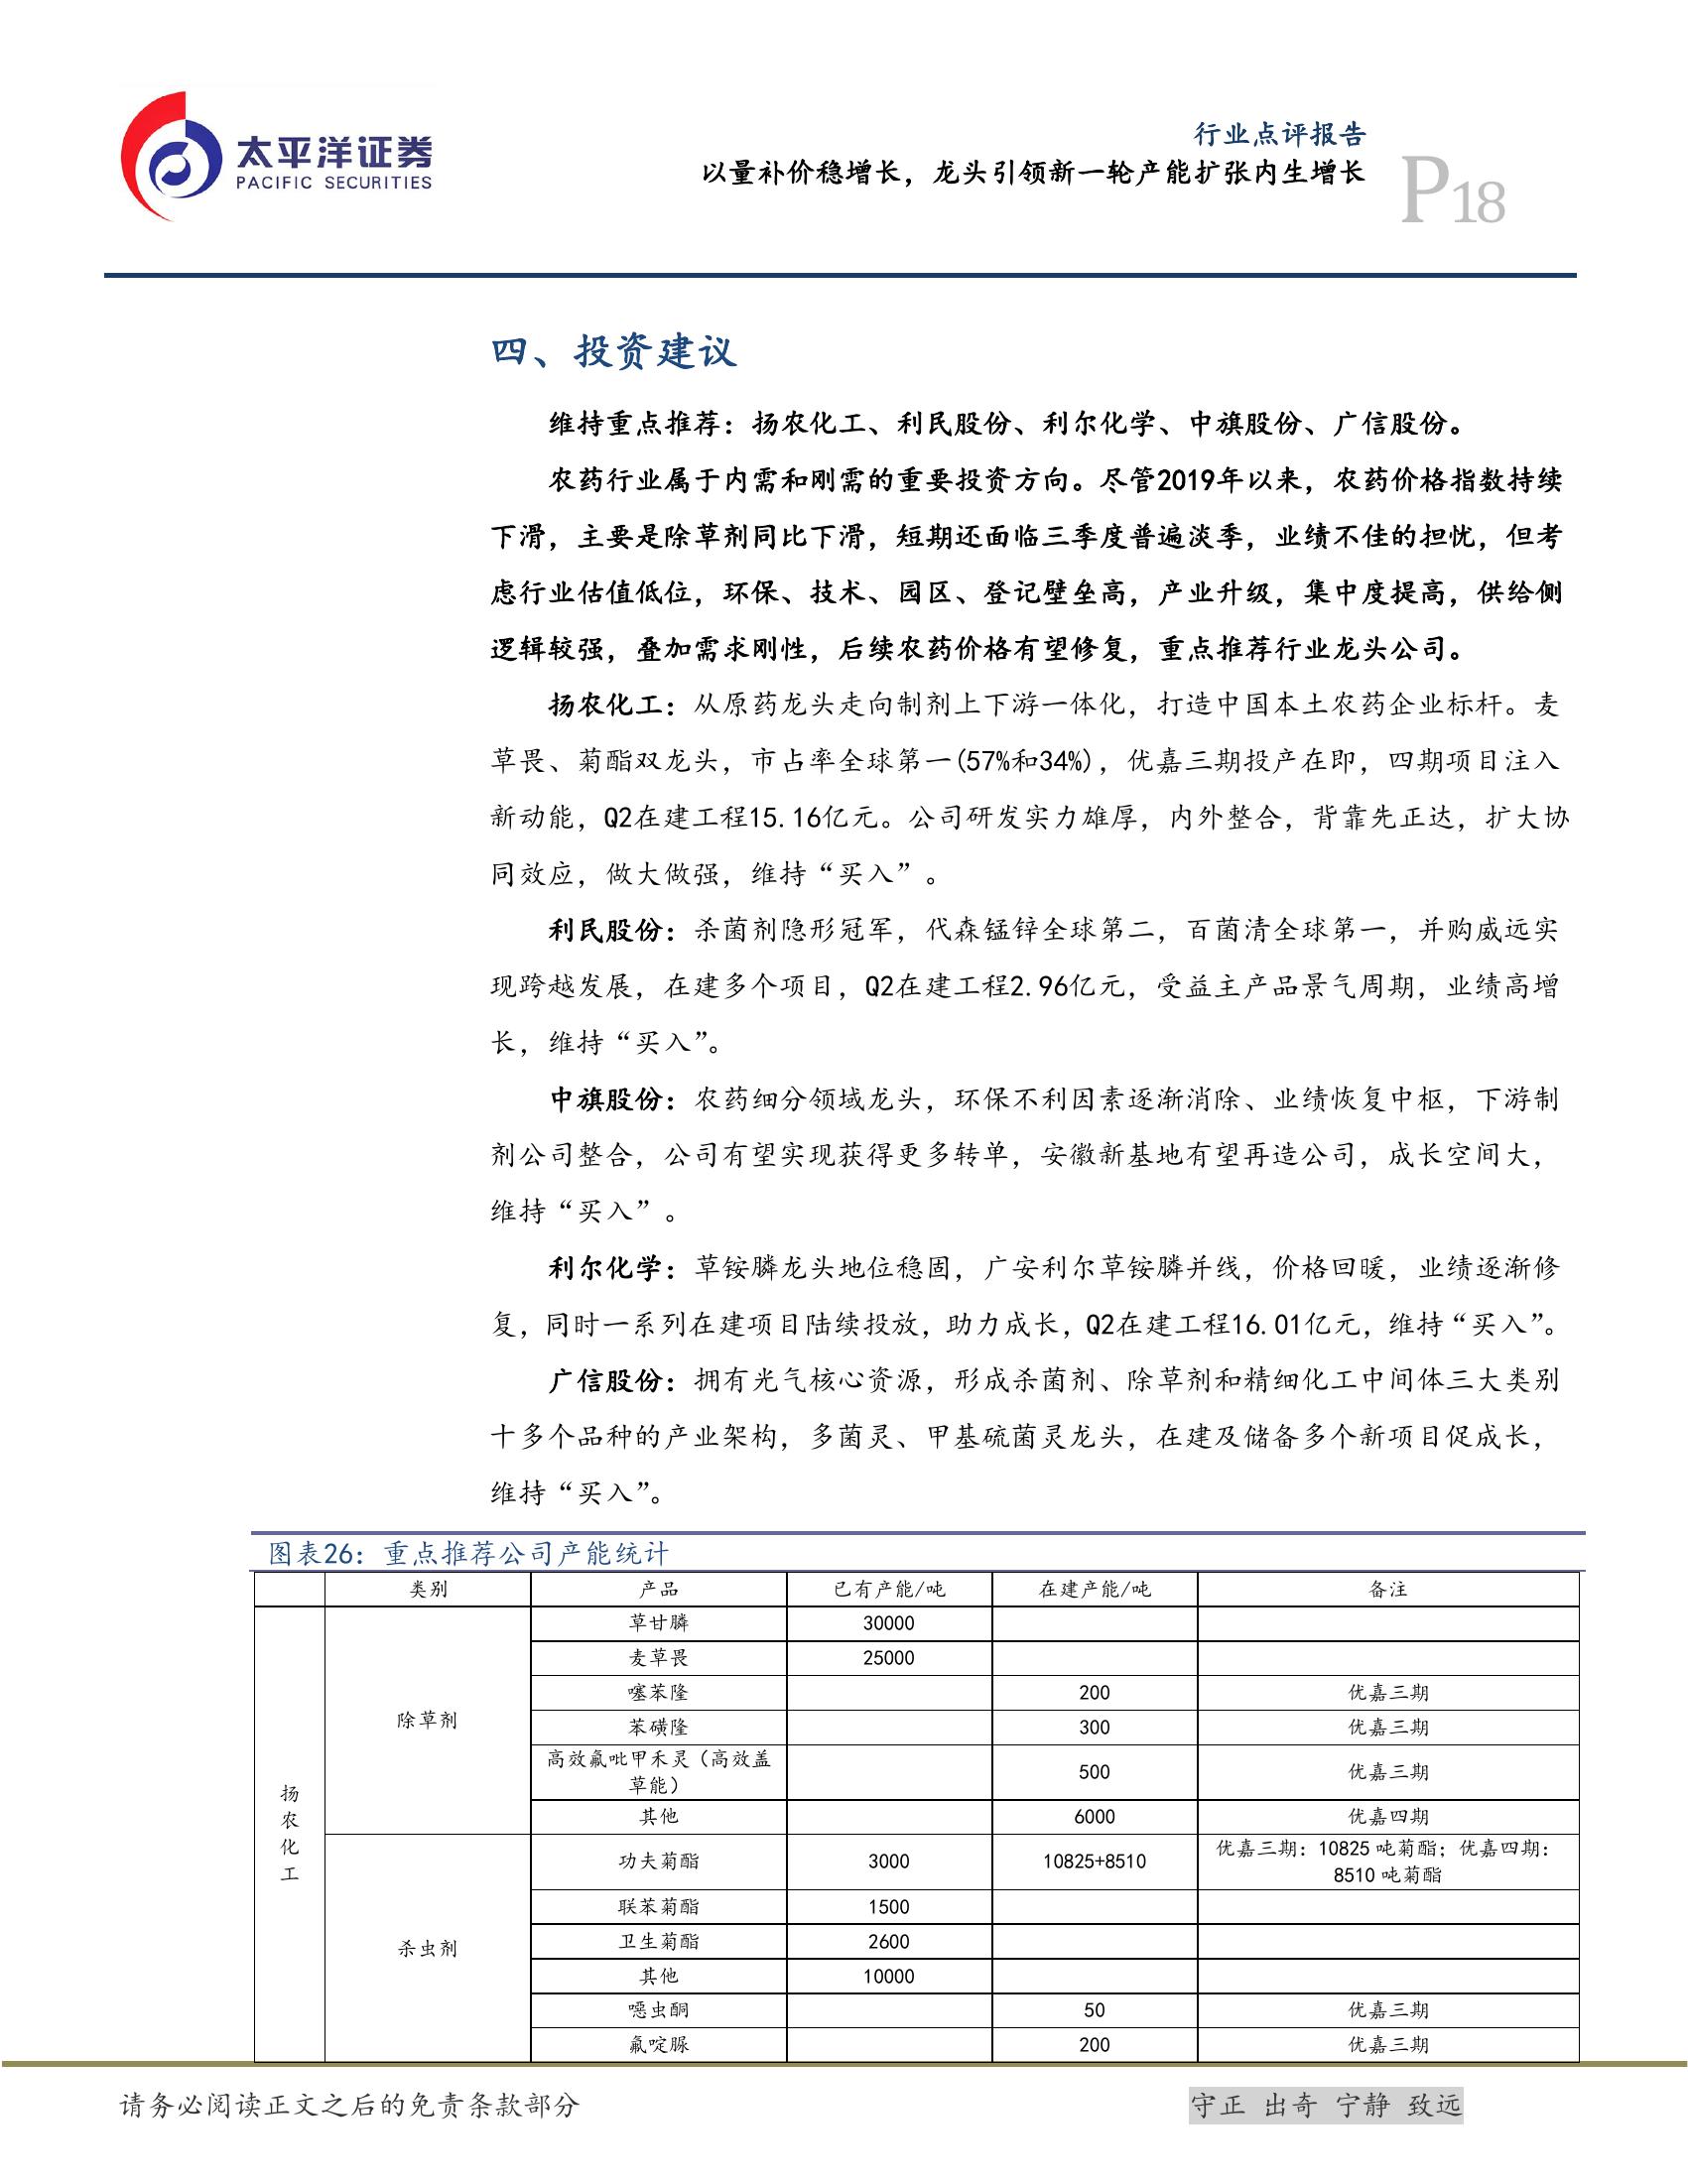 太平洋证券
PACIFIC SECURITIES
行业点评报告
以量补价稳增长，龙头引领新一轮产能扩张内生增长
P18
四、投资建议
维持重点推荐：扬农化工、利民股份、利尔化学、中旗股份、广信股份。
农药行业属于内需和刚需的重要投资方向。尽管2019年以来，农药价格指数持续
下滑，主要是除草剂同比下滑，短期还面临三季度普遍淡季，业绩不佳的担忧，但考
虑行业估值低位，环保、技术、园区、登记壁垒高，产业升级，集中度提高，供给侧
逻辑较强，叠加需求刚性，后续农药价格有望修复，重点推荐行业龙头公司。
扬农化工：从原药龙头走向制剂上下游一体化，打造中国本土农药企业标杆。麦
草畏、菊酯双龙头，市占率全球第一(57%和34%)，优嘉三期投产在即，四期项目注入
新动能，Q2在建工程15.16亿元。公司研发实力雄厚，内外整合，背靠先正达，扩大协
同效应，做大做强，维持“买入”。
利民股份：杀菌剂隐形冠军，代森锰锌全球第二，百菌清全球第一，并购威远实
现跨越发展，在建多个项目，Q2在建工程2.96亿元，受益主产品景气周期，业绩高增
长，维持“买入”。
中旗股份：农药细分领域龙头，环保不利因素逐渐消除、业绩恢复中枢，下游制
剂公司整合，公司有望实现获得更多转单，安徽新基地有望再造公司，成长空间大，
维持“买入”。
利尔化学：草铵膦龙头地位稳固，广安利尔草铵膦并线，价格回暖，业绩逐渐修
复，同时一系列在建项目陆续投放，助力成长，Q2在建工程16.01亿元，维持“买入”。
广信股份：拥有光气核心资源，形成杀菌剂、除草剂和精细化工中间体三大类别
十多个品种的产业架构，多菌灵、甲基硫菌灵龙头，在建及储备多个新项目促成长，
维持“买入”。
图表26：重点推荐公司产能统计
类别 产品 已有产能/吨 在建产能/吨 备注
扬农化工
除草剂
草甘膦 30000
麦草畏 25000
噻苯隆 200 优嘉三期
苯磺隆 300 优嘉三期
高效氟吡甲禾灵（高效盖
草能） 500 优嘉三期
其他 6000 优嘉四期
杀虫剂
功夫菊酯 3000 10825+8510 优嘉三期：10825 吨菊酯；优嘉四期：
8510 吨菊酯
联苯菊酯 1500
卫生菊酯 2600
其他 10000
噁虫酮 50 优嘉三期
氟啶脲 200 优嘉三期
请务必阅读正文之后的免责条款部分
守正 出奇 宁静 致远